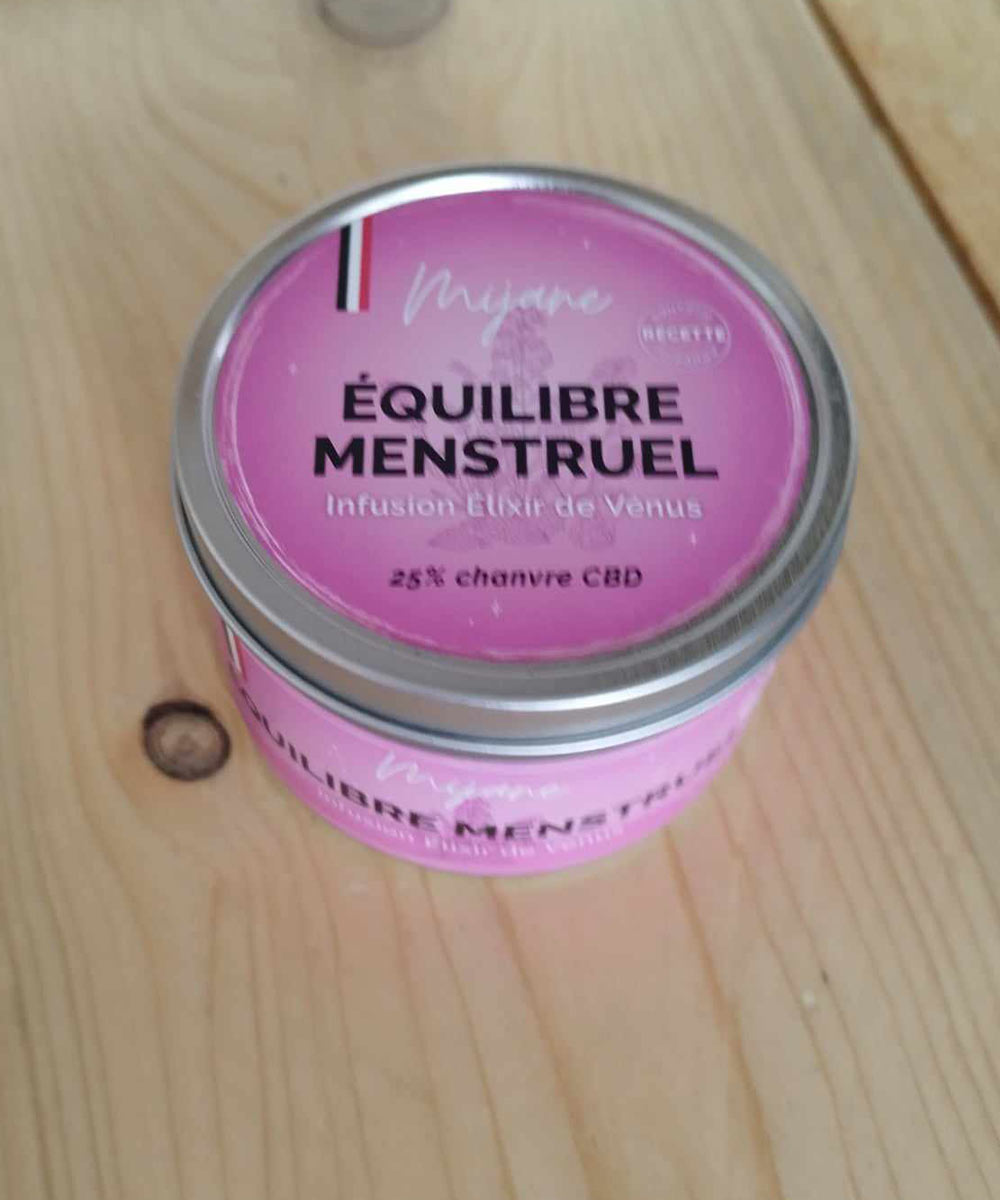 Mijane
RECETTE
ÉQUILIBRE
MENSTRUEL
Infusion Élixir de Vénus
25% chanvre CBD
Mijane
ÉQUILIBRE MENSTRUEL
Infusion Élixir de Vénus